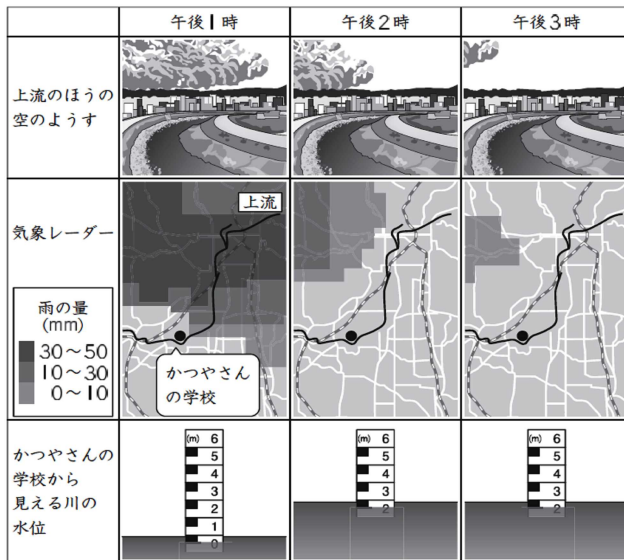 午後1時
午後2時
午後3時
上流のほうの
空のようす
気象レーダー
上流
雨の量
(mm)
30～50
10～30
0～10
かつやさん
の学校
かつやさんの
学校から
見える川の
水位
(m) 6
5
4
3
2
1
0
(m) 6
5
4
3
2
(m) 6
5
4
3
2